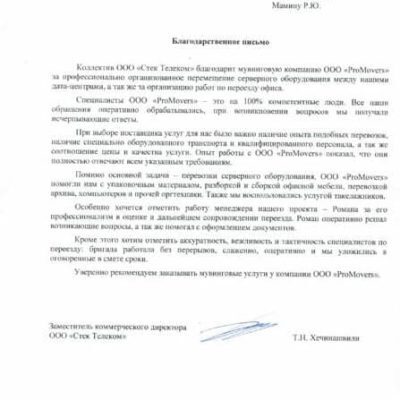 Мамину Р.Ю.
Благодарственное письмо
Коллектив ООО «Стек Телеком» благодарит мувинговую компанию ООО «ProMovers»
за профессионально организованное перемещение серверного оборудования между нашими
дата-центрами, а так же за организацию работ по переезду офиса.
Специалисты ООО «ProMovers» – это на 100% компетентные люди. Все наши
обращения оперативно обрабатывались, при возникновении вопросов мы получали
исчерпывающие ответы.
При выборе поставщика услуг для нас было важно наличие опыта подобных перевозок,
наличие специально оборудованного транспорта и квалифицированного персонала, а так же
соотношение цены и качества услуги. Опыт работы с ООО «ProMovers» показал, что они
полностью отвечают всем указанным требованиям.
Помимо основной задачи – перевозки серверного оборудования, ООО «ProMovers»
помогли нам с упаковочным материалом, разборкой и сборкой офисной мебели, перевозкой
архива, компьютеров и прочей оргтехники. Также мы воспользовались услугой такелажников.
Особенно хочется отметить работу менеджера нашего проекта – Романа за его
профессионализм в оценке и дальнейшем сопровождении переезда. Роман оперативно решал
возникающие вопросы, а так же помогал с оформлением документов.
Кроме этого хотим отметить аккуратность, вежливость и тактичность специалистов по
переезду: бригада работала без перерывов, слаженно, оперативно и мы уложились в
оговоренные в смете сроки.
Уверенно рекомендуем заказывать мувинговые услуги у компании ООО «ProMovers».
Заместитель коммерческого директора
ООО «Стек Телеком»
Т.Н. Хечинашвили